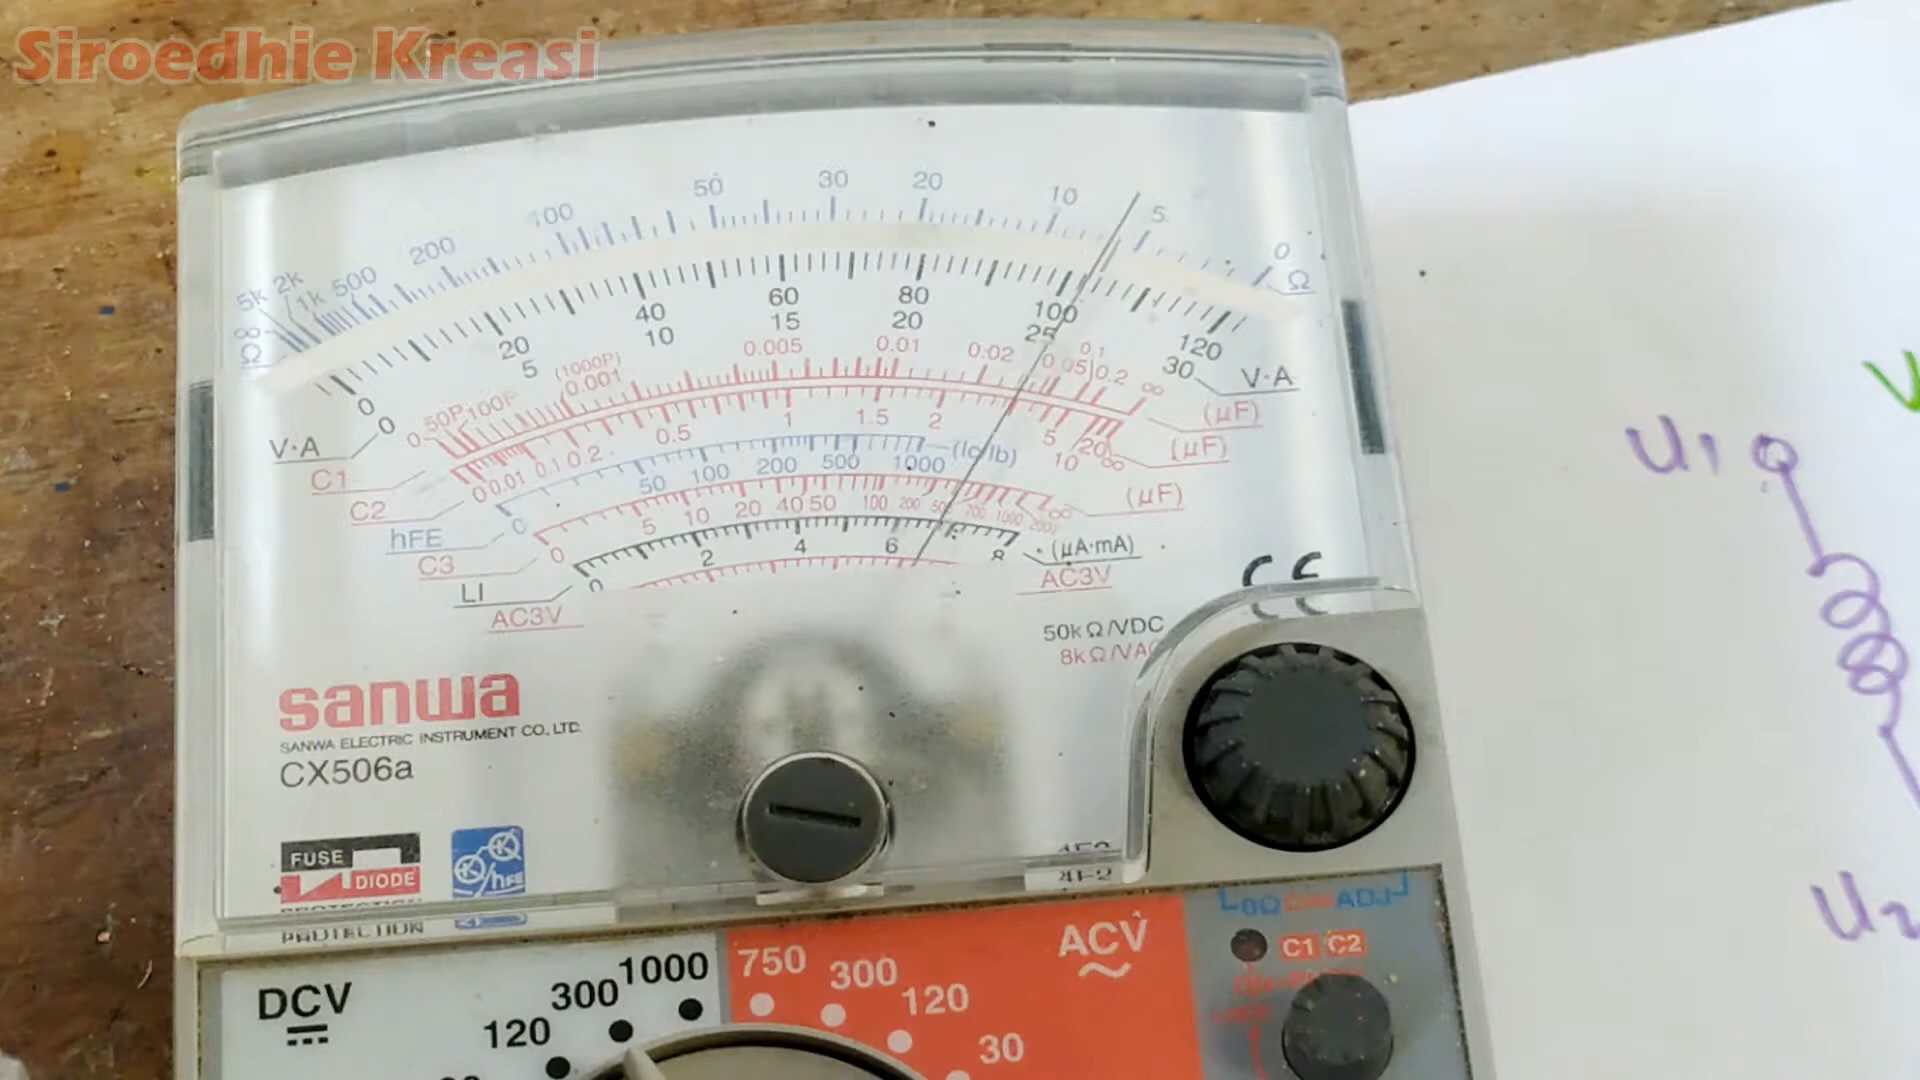 Siroedhie Kreasi
5k 2k 1k 500 200 100 50 30 20 10 5 0
∞ Ω
Ω
0 20 40 60 80 100 120
0 5 10 15 20 25 30
V·A
V·A
0 50P 100P (1000P) 0.001 0.005 0.01 0.02 0.05 0.1 0.2 ∞ (μF)
C1
0 0.01 0.1 0.2 0.5 1 1.5 2 5 10 20 ∞ (μF)
C2
0 50 100 200 500 1000 (Ic/Ib)
hFE
0 5 10 20 40 50 100 200 500 700 1000 2000 ∞ (μF)
C3
0 2 4 6 8 (μA·mA)
LI
AC3V
AC3V
50kΩ/VDC
8kΩ/VAC
CE
sanwa
SANWA ELECTRIC INSTRUMENT CO., LTD.
CX506a
FUSE
DIODE
PROTECTION
hFE
DCV
120 300 1000
750 300 120 30
ACV
0Ω
ADJ
C1 C2
U1
U2
V